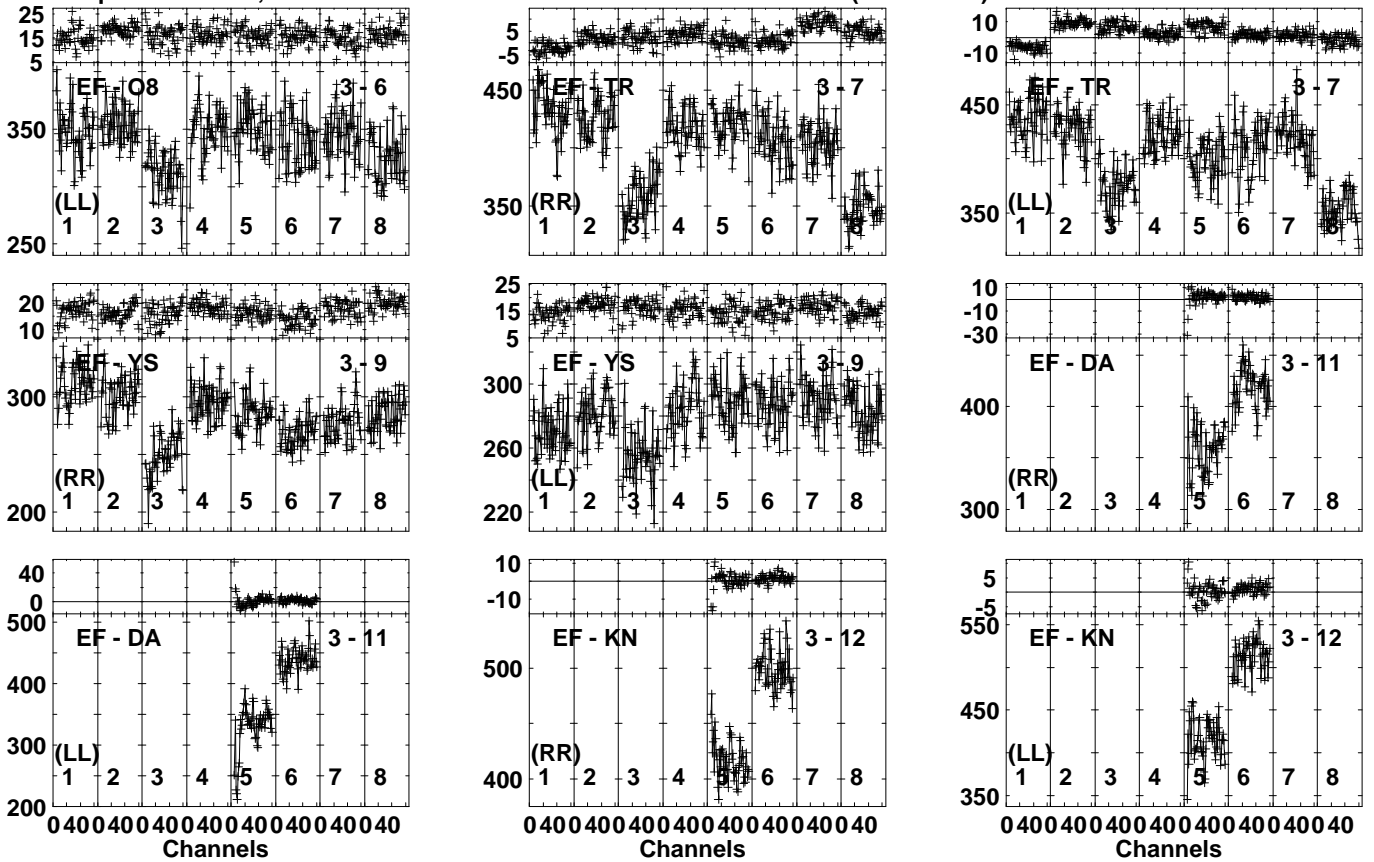 25
15
5
EF - O8 3 - 6
350
250
(LL)
1 2 3 4 5 6 7 8
5
-5
EF - TR 3 - 7
450
350
(RR)
1 2 3 4 5 6 7 8
10
-10
EF - TR 3 - 7
450
350
(LL)
1 2 3 4 5 6 7 8
20
10
EF - YS 3 - 9
300
200
(RR)
1 2 3 4 5 6 7 8
25
15
5
EF - YS 3 - 9
300
260
220
(LL)
1 2 3 4 5 6 7 8
10
-10
-30
EF - DA 3 - 11
400
300
(RR)
1 2 3 4 5 6 7 8
40
0
EF - DA 3 - 11
500
400
300
200
(LL)
1 2 3 4 5 6 7 8
0 40 0 40 0 40 0 40 0 40 0 40 0 40 0 40
Channels
10
-10
EF - KN 3 - 12
500
400
(RR)
1 2 3 4 5 6 7 8
0 40 0 40 0 40 0 40 0 40 0 40 0 40 0 40
Channels
5
-5
EF - KN 3 - 12
550
450
350
(LL)
1 2 3 4 5 6 7 8
0 40 0 40 0 40 0 40 0 40 0 40 0 40 0 40
Channels